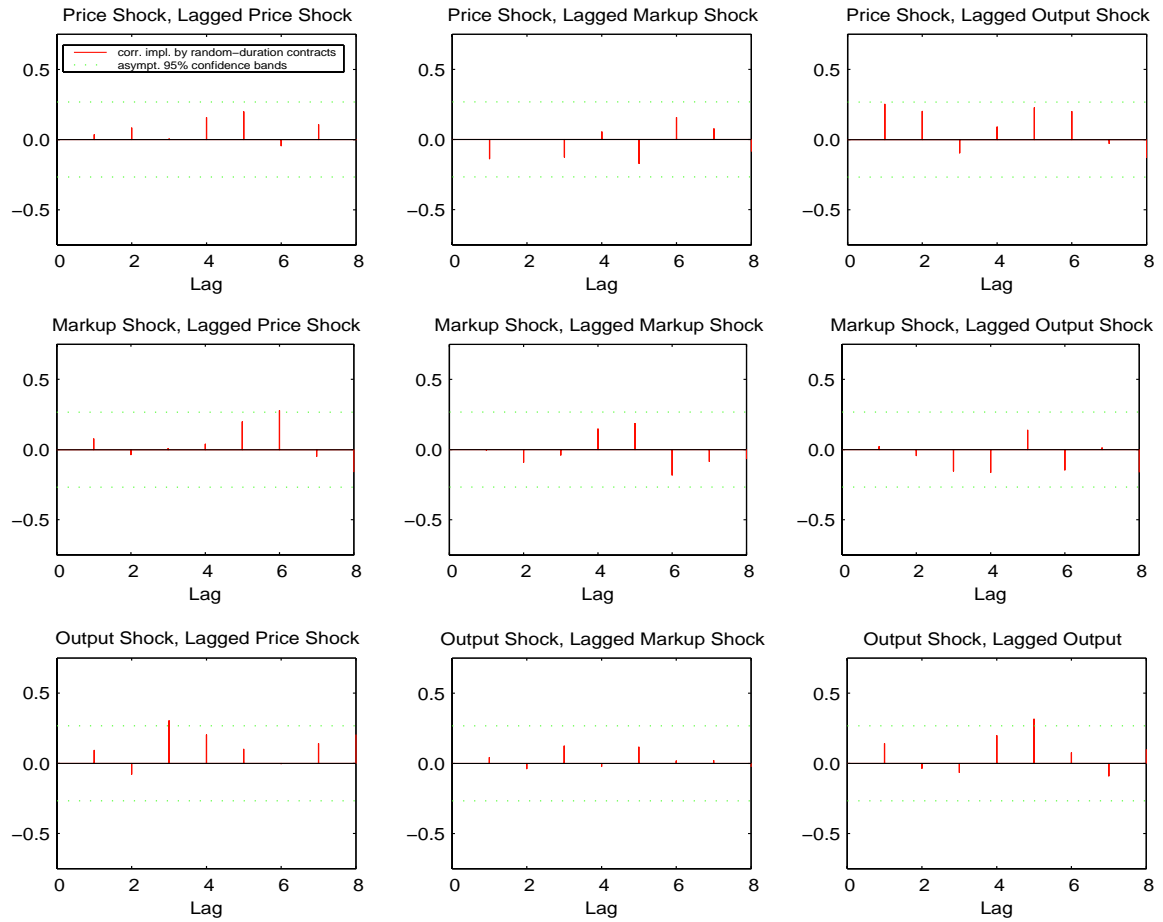 Price Shock, Lagged Price Shock
corr. impl. by random−duration contracts
asympt. 95% confidence bands
0.5
0.0
−0.5
0 2 4 6 8
Lag
Price Shock, Lagged Markup Shock
0.5
0.0
−0.5
0 2 4 6 8
Lag
Price Shock, Lagged Output Shock
0.5
0.0
−0.5
0 2 4 6 8
Lag
Markup Shock, Lagged Price Shock
0.5
0.0
−0.5
0 2 4 6 8
Lag
Markup Shock, Lagged Markup Shock
0.5
0.0
−0.5
0 2 4 6 8
Lag
Markup Shock, Lagged Output Shock
0.5
0.0
−0.5
0 2 4 6 8
Lag
Output Shock, Lagged Price Shock
0.5
0.0
−0.5
0 2 4 6 8
Lag
Output Shock, Lagged Markup Shock
0.5
0.0
−0.5
0 2 4 6 8
Lag
Output Shock, Lagged Output
0.5
0.0
−0.5
0 2 4 6 8
Lag